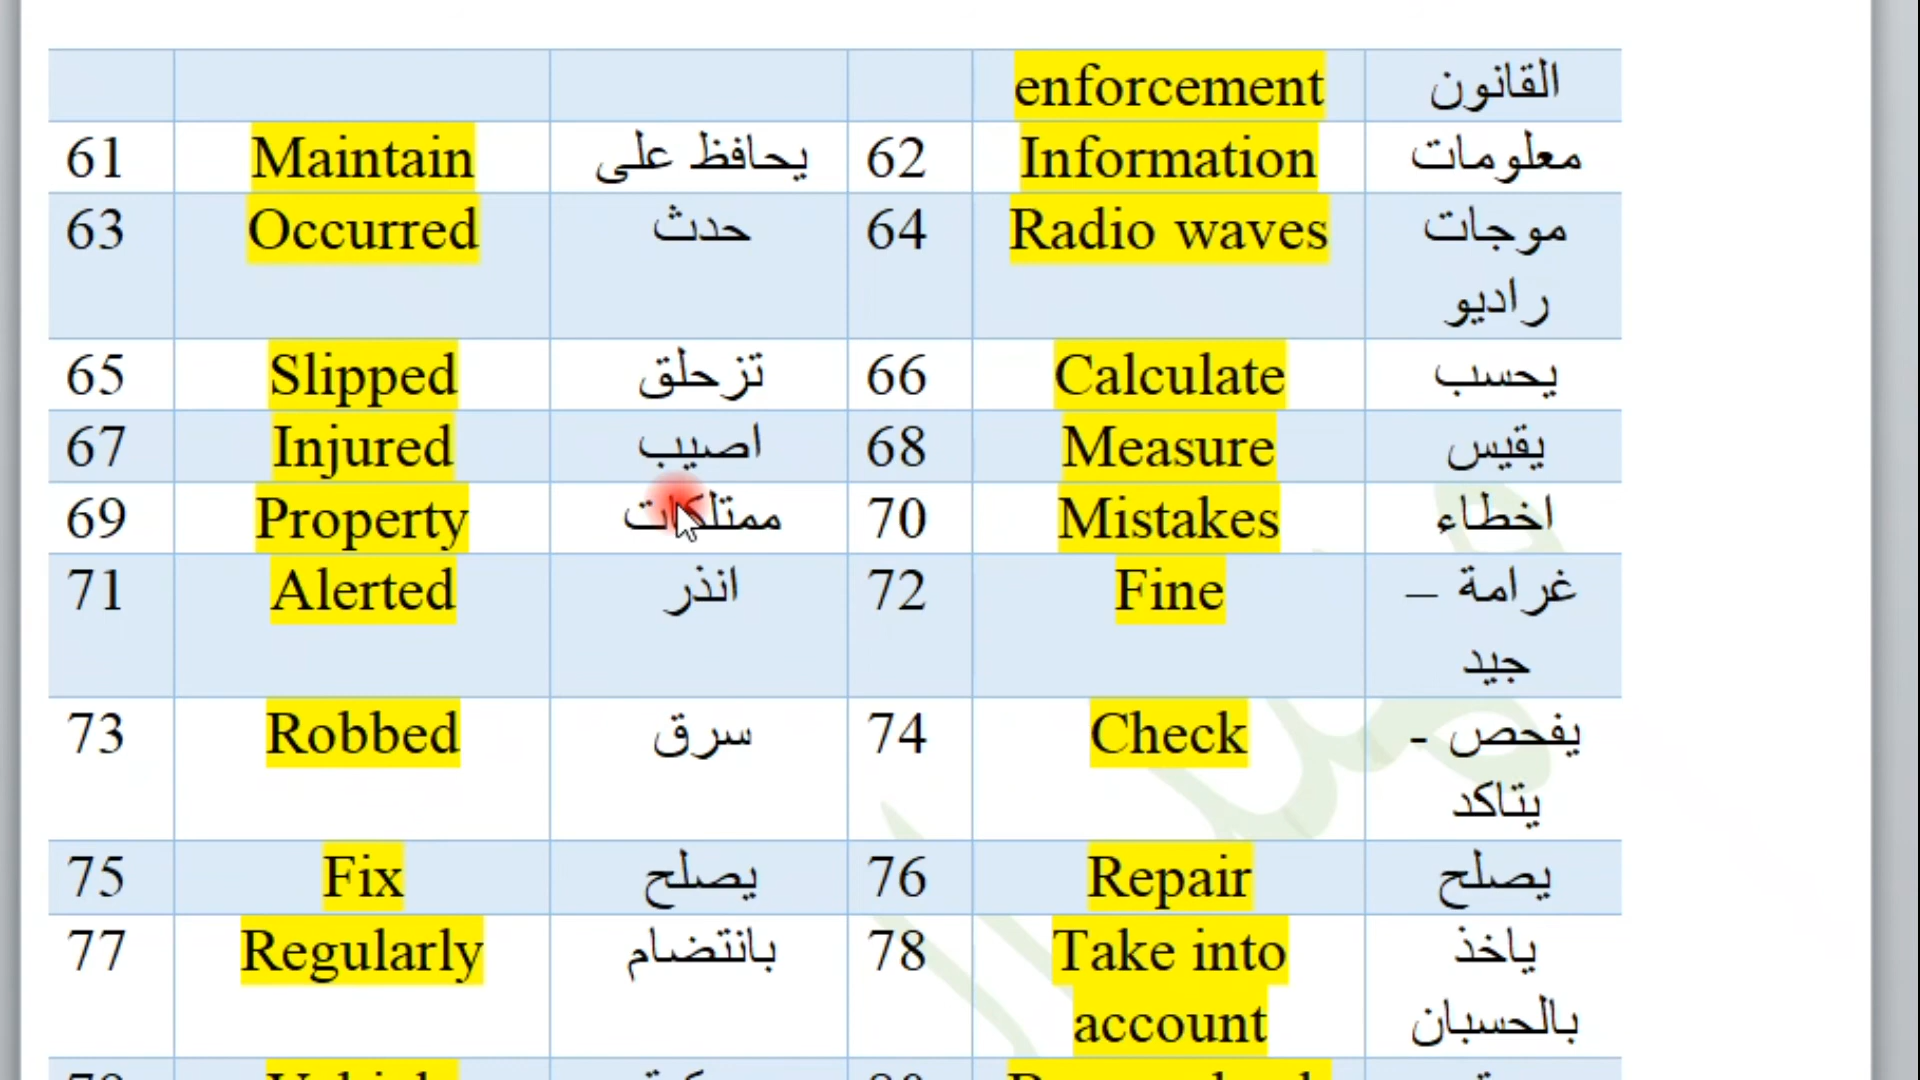 enforcement القانون
61 Maintain يحافظ على 62 Information معلومات
63 Occurred حدث 64 Radio waves موجات
راديو
65 Slipped تزحلق 66 Calculate يحسب
67 Injured اصيب 68 Measure يقيس
69 Property ممتلكات 70 Mistakes اخطاء
71 Alerted انذر 72 Fine غرامة –
جيد
73 Robbed سرق 74 Check يفحص -
يتاكد
75 Fix يصلح 76 Repair يصلح
77 Regularly بانتضام 78 Take into ياخذ
account بالحسبان